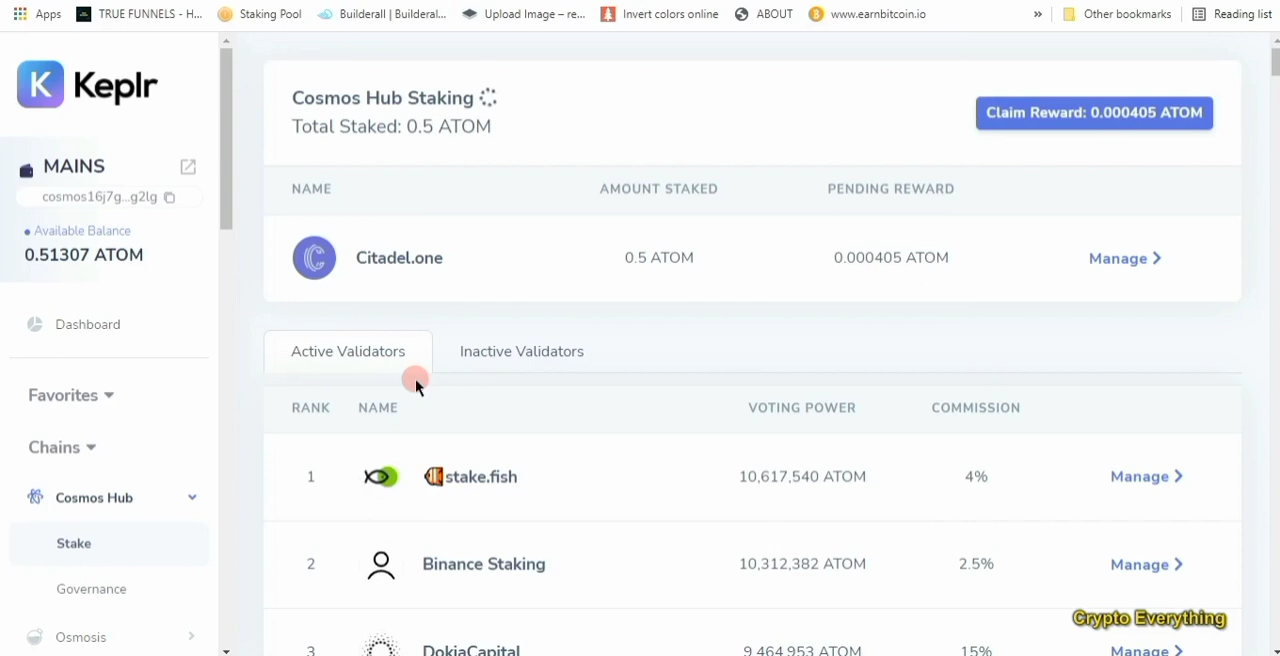 Apps TRUE FUNNELS - H... Staking Pool Builderall | Builderal... Upload Image – re... Invert colors online ABOUT www.earnbitcoin.io » Other bookmarks Reading list
K Keplr
MAINS
cosmos16j7g...g2lg
Available Balance
0.51307 ATOM
Dashboard
Favorites
Chains
Cosmos Hub
Stake
Governance
Osmosis
Cosmos Hub Staking
Total Staked: 0.5 ATOM
Claim Reward: 0.000405 ATOM
NAME AMOUNT STAKED PENDING REWARD
Citadel.one 0.5 ATOM 0.000405 ATOM Manage
Active Validators Inactive Validators
RANK NAME VOTING POWER COMMISSION
1 stake.fish 10,617,540 ATOM 4% Manage
2 Binance Staking 10,312,382 ATOM 2.5% Manage
Crypto Everything
3 DokiaCapital 9,464,953 ATOM 15% Manage